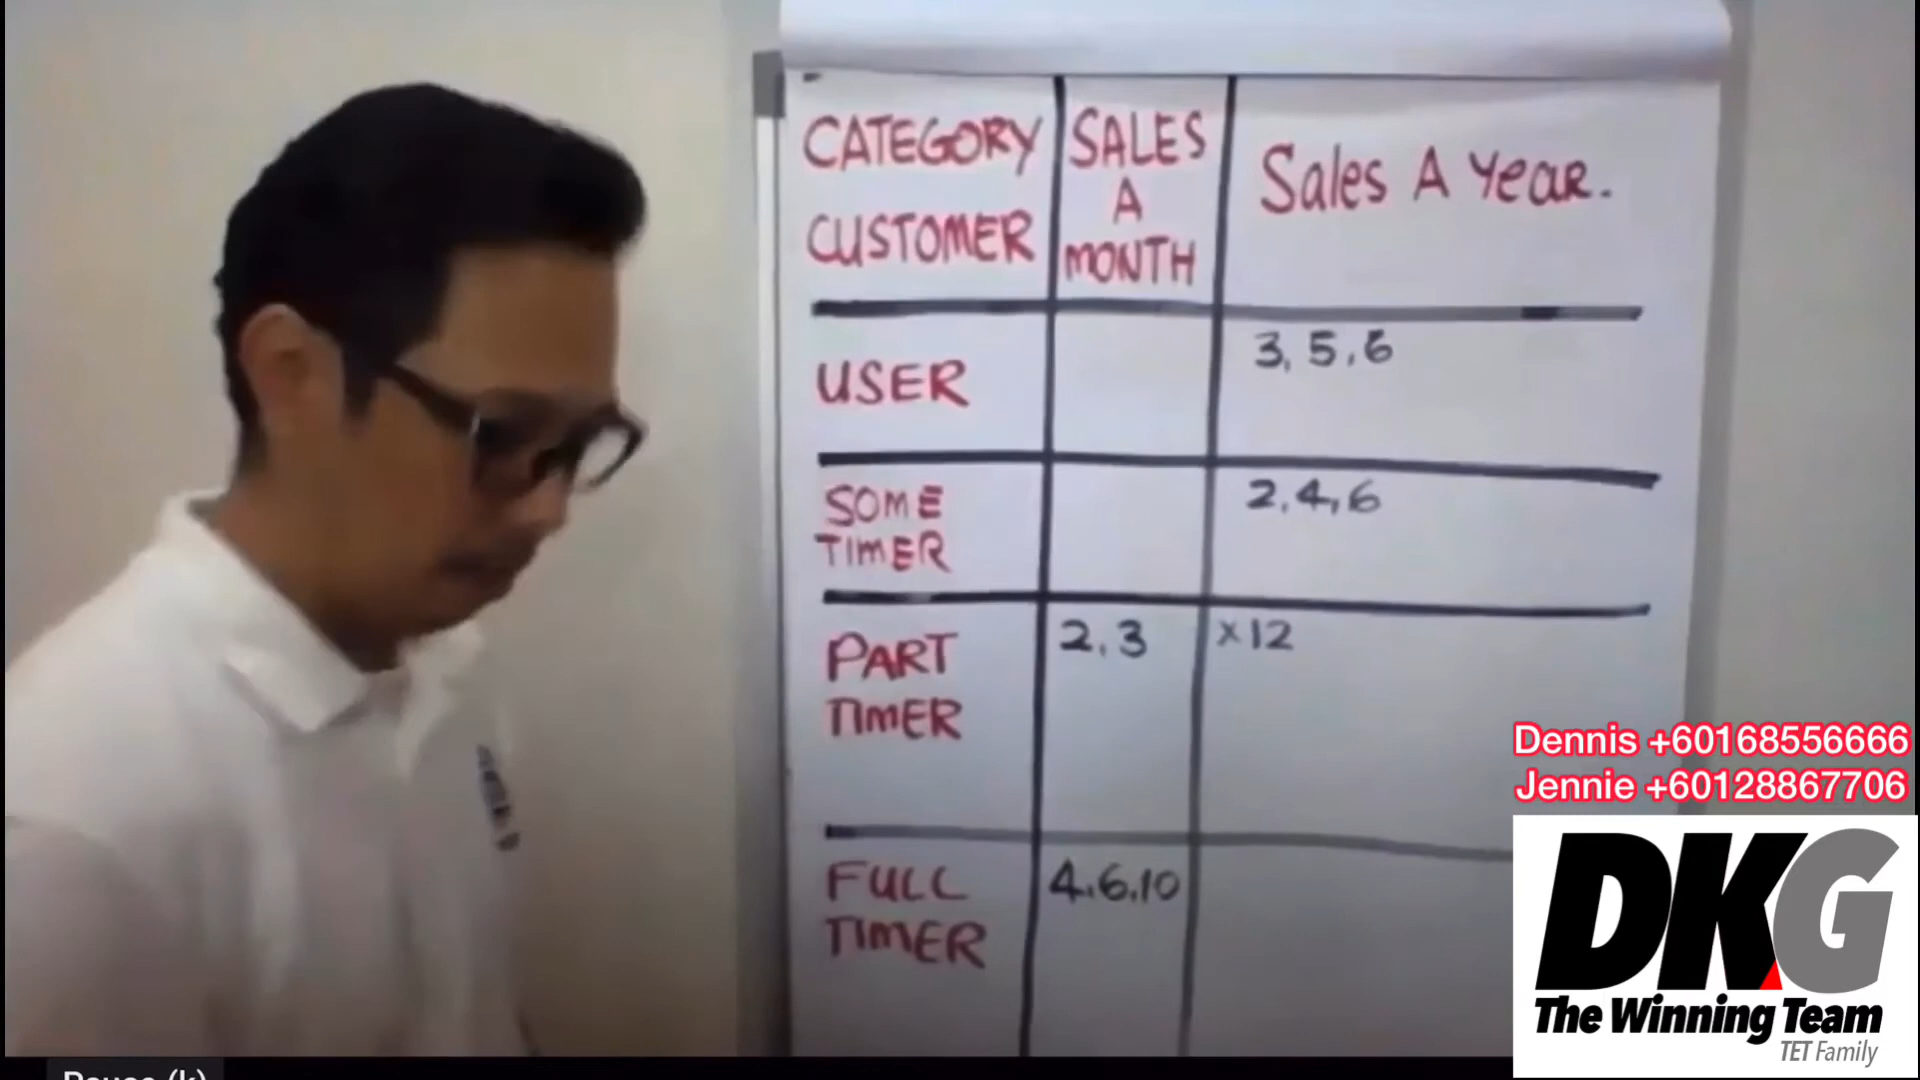 CATEGORY
CUSTOMER
SALES
A
MONTH
Sales A Year.
USER
3, 5, 6
SOME
TIMER
2, 4, 6
PART
TIMER
2, 3
x12
FULL
TIMER
4, 6, 10
Dennis +60168556666
Jennie +60128867706
DKG
The Winning Team
TET Family
Pause (k)